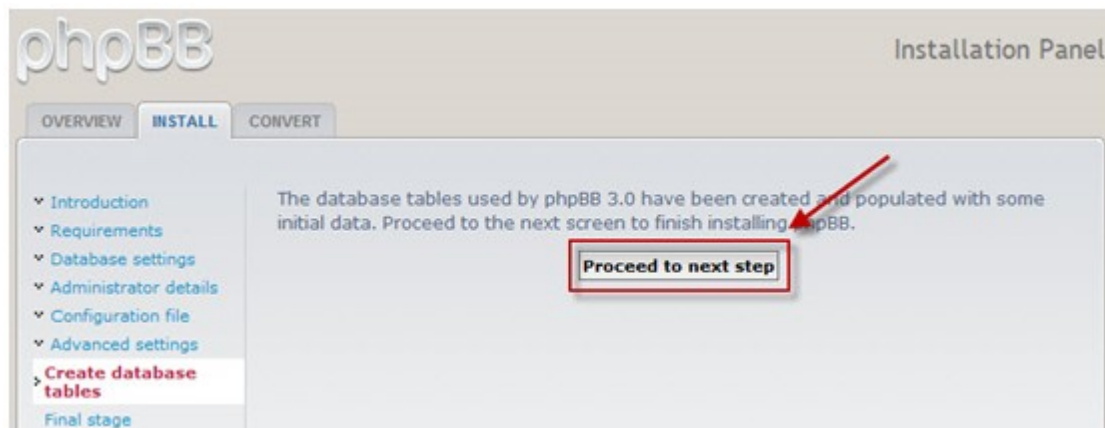 phpBB
Installation Panel
OVERVIEW INSTALL CONVERT
Introduction
Requirements
Database settings
Administrator details
Configuration file
Advanced settings
Create database
tables
Final stage
The database tables used by phpBB 3.0 have been created and populated with some
initial data. Proceed to the next screen to finish installing phpBB.
Proceed to next step